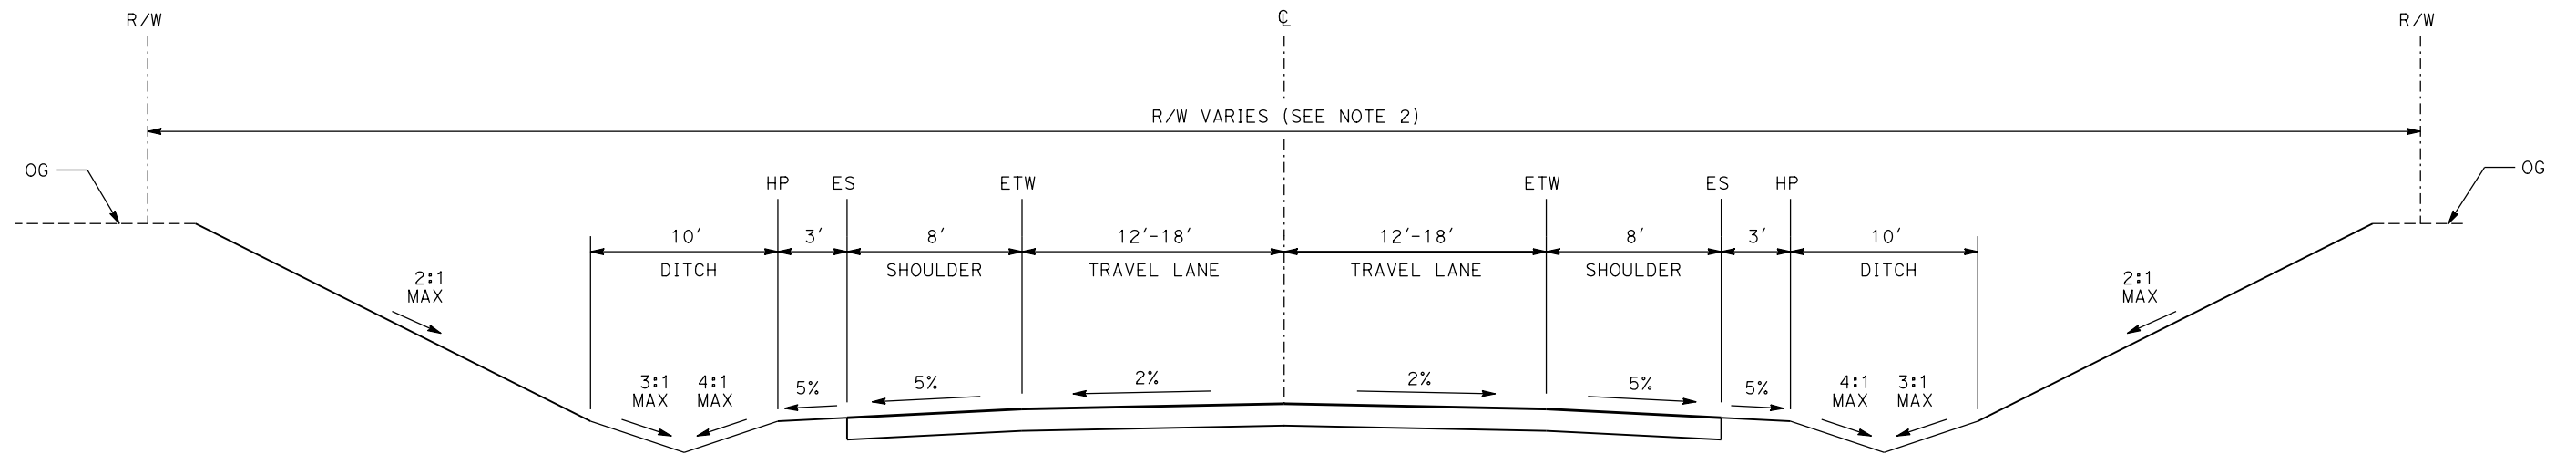 R/W ℄ R/W
R/W VARIES (SEE NOTE 2)
OG OG
HP ES ETW ETW ES HP
10′ 3′ 8′ 12′-18′ 12′-18′ 8′ 3′ 10′
DITCH SHOULDER TRAVEL LANE TRAVEL LANE SHOULDER DITCH
2:1 2:1
MAX MAX
3:1 4:1 5% 5% 2% 2% 5% 5% 4:1 3:1
MAX MAX MAX MAX